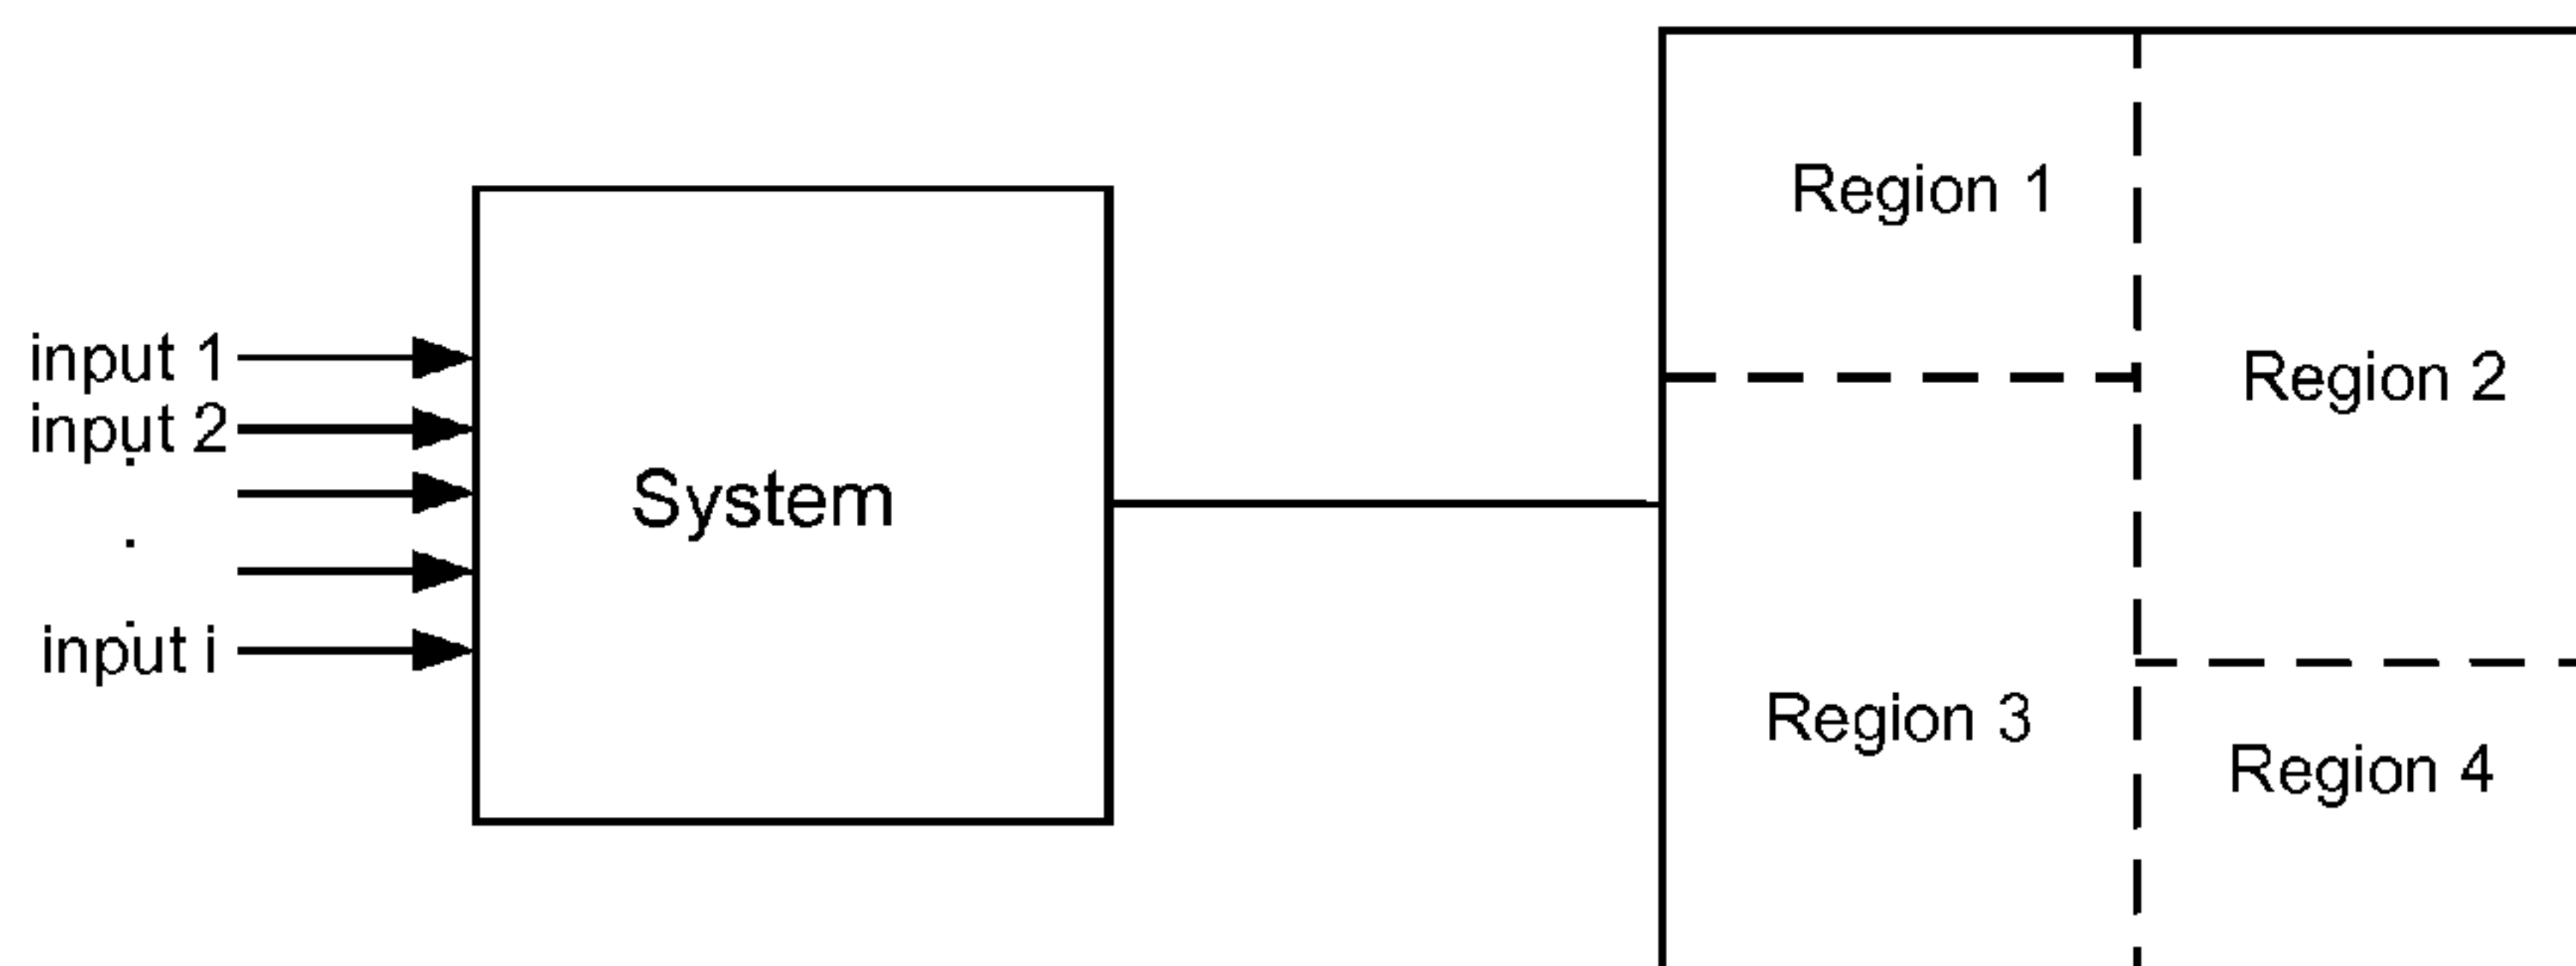 input 1
input 2
.
.
.
input i
System
Region 1
Region 2
Region 3
Region 4